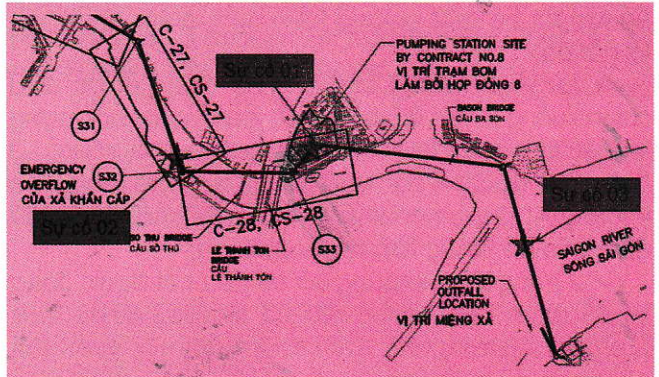 C-27, CS-27
Sự cố 01
PUMPING STATION SITE
BY CONTRACT NO.8
VỊ TRÍ TRẠM BƠM
LÀM BỞI HỢP ĐỒNG 8
S31
BASON BRIDGE
CẦU BA SON
EMERGENCY
OVERFLOW
CỦA XẢ KHẨN CẤP
S32
Sự cố 02
SO THU BRIDGE
CẦU SỞ THÚ
C-28, CS-28
LE THANH TON
BRIDGE
CẦU
LÊ THÁNH TÔN
S33
Sự cố 03
SAIGON RIVER
SÔNG SÀI GÒN
PROPOSED
OUTFALL
LOCATION
VỊ TRÍ MIỆNG XẢ